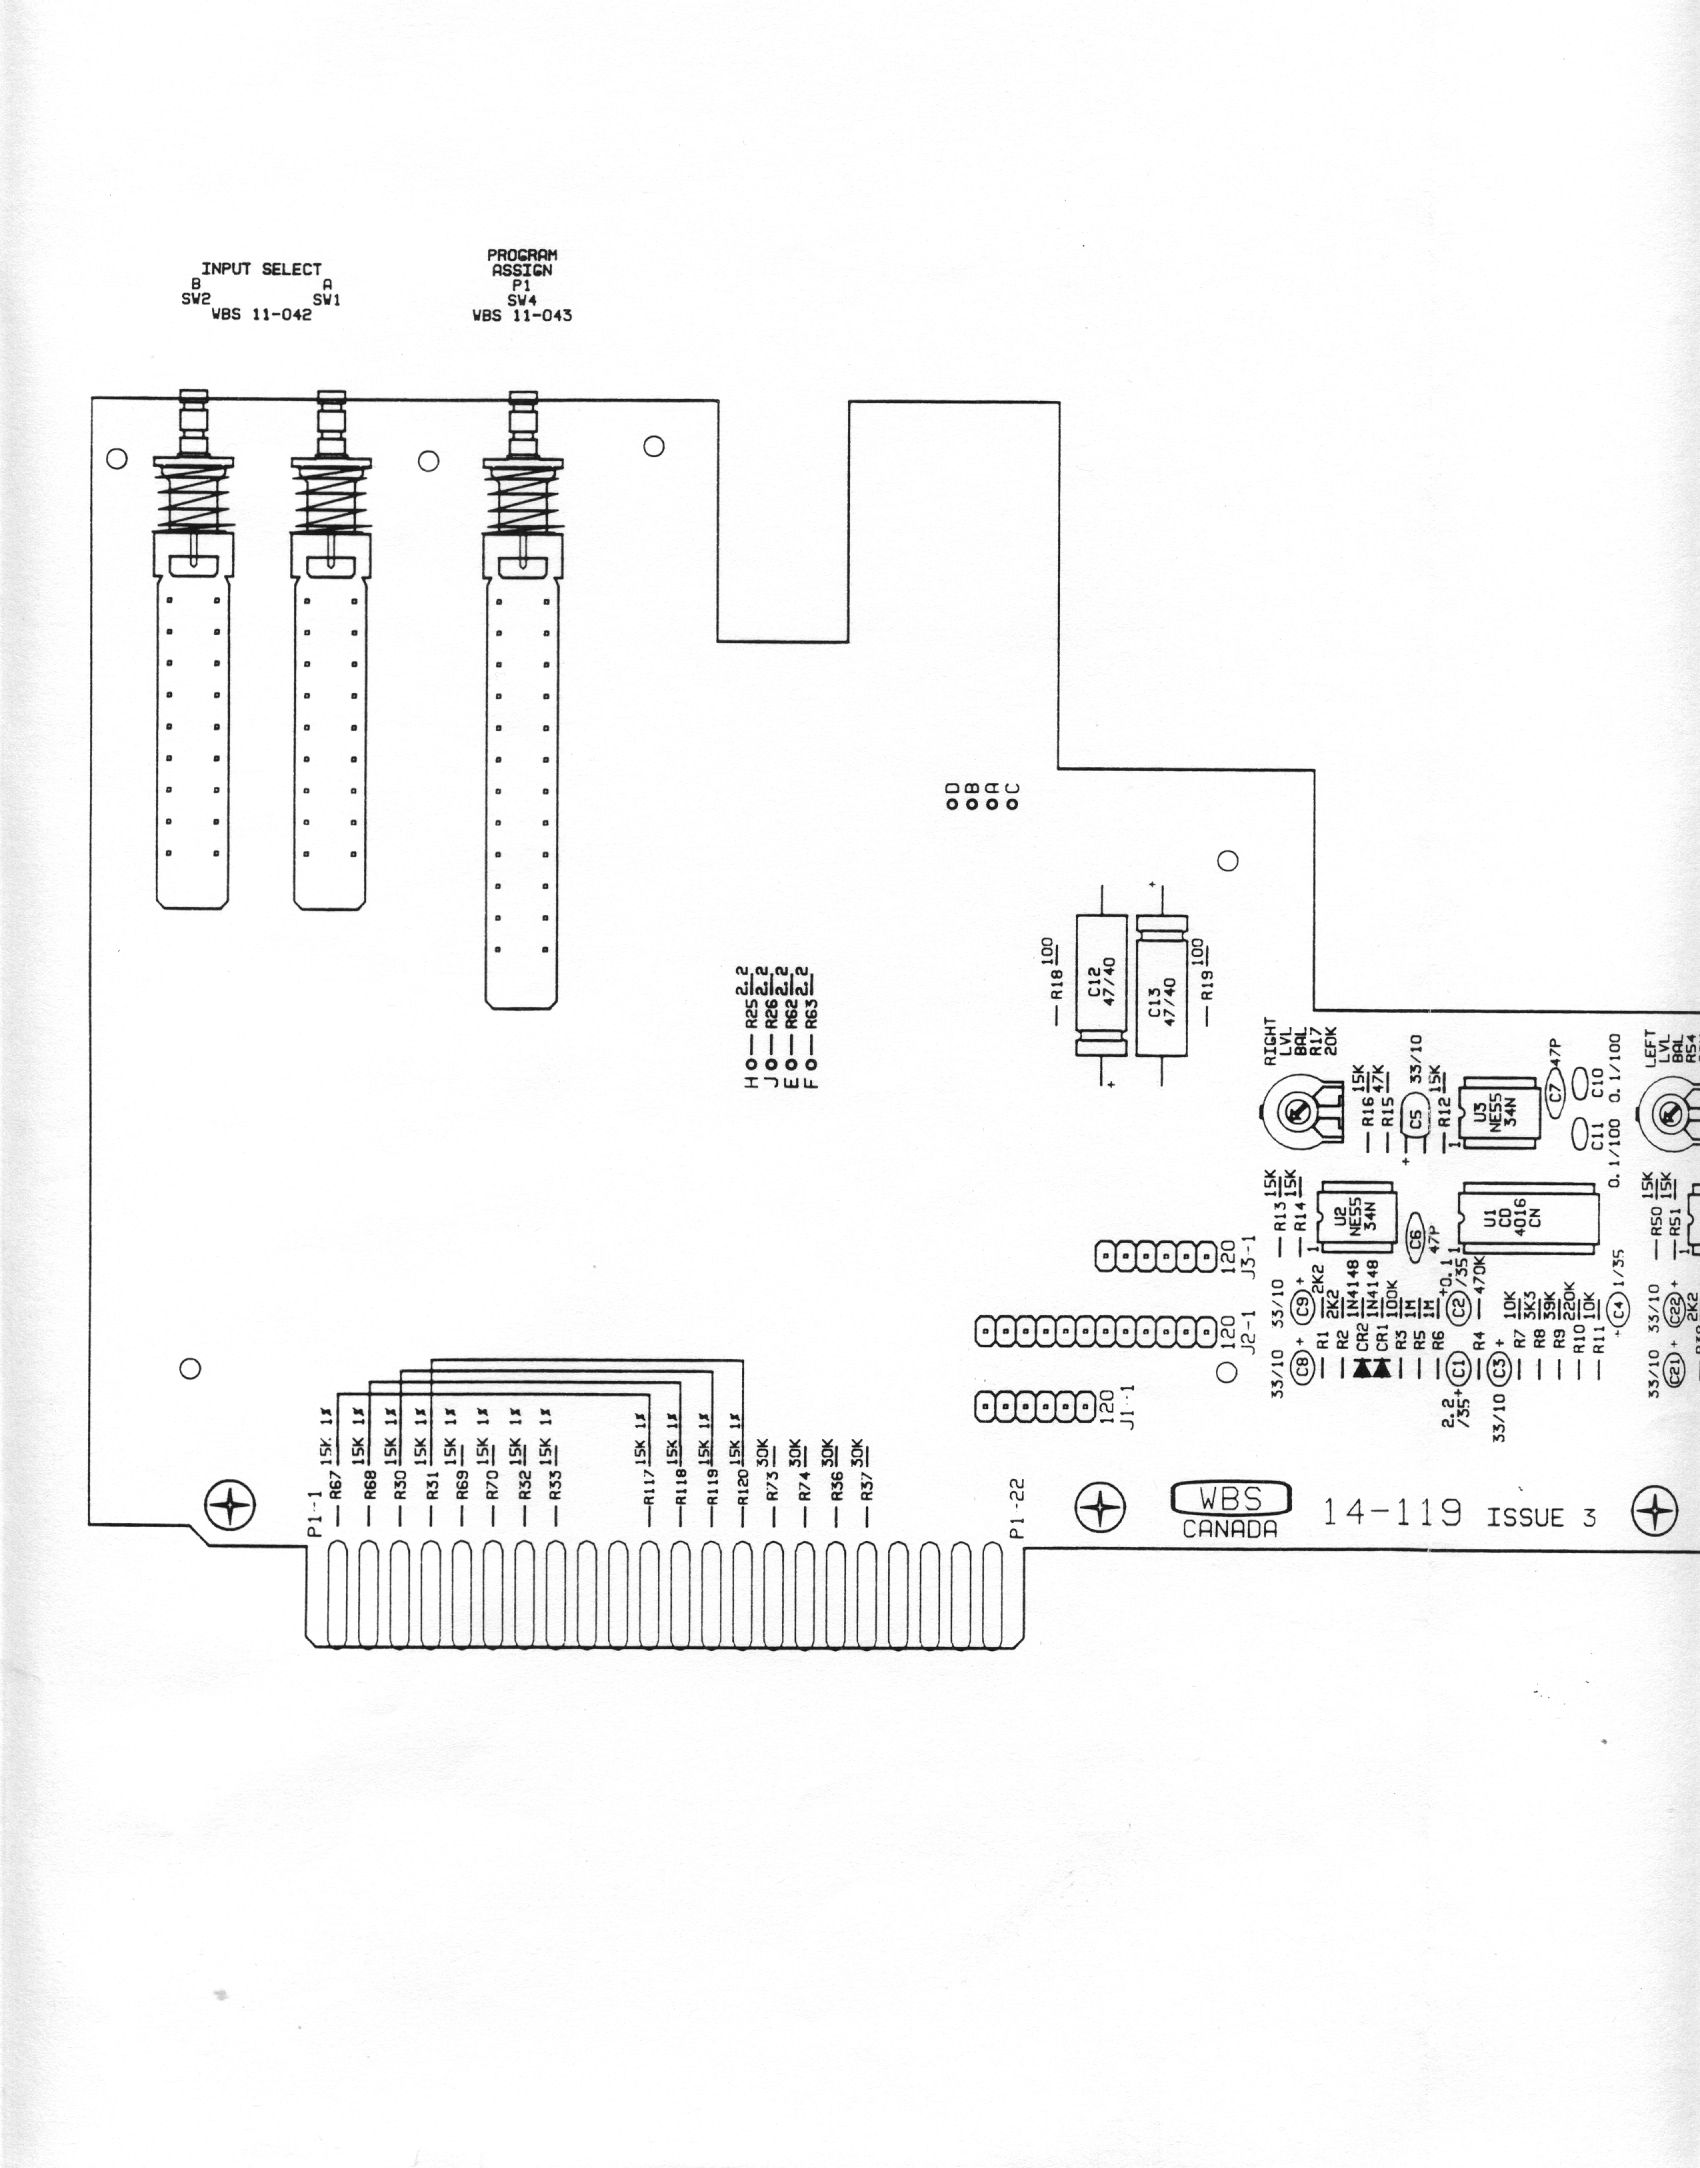 PROGRAM
ASSIGN
P1
SW4
WBS 11-043
INPUT SELECT
B A
SW2 SW1
WBS 11-042
D
B
A
C
R18 100
C12
47/40
+
C13
47/40
+
R19 100
H R25 2.2
J R26 2.2
E R62 2.2
F R63 2.2
RIGHT
LVL
BAL
R17
20K
R16 15K
R15 47K
C5 33/10
+
R12 15K
1
U3
NE55
34N
C7 47P
C10 0.1/100
C11 0.1/100
LEFT
LVL
BAL
R54
R13 15K
R14 15K
1
U2
NE55
34N
C6
47P
1
U1
CD
4016
CN
R50 15K
R51 15K
120
J3-1
120
J2-1
120
J1-1
33/10 C8 +
33/10 C9 +
R1 2K2
R2 2K2
CR2 1N4148
CR1 1N4148
R3 100K
R5 1M
R6 1M
C2 +0.1
/35
C1 2.2
/35+
R4 470K
33/10 C3 +
R7 10K
R8 3K3
R9 39K
R10 220K
R11 10K
+ C4 1/35
33/10 C21 +
33/10 C22 +
2K2
P1-1
R67 15K 1%
R68 15K 1%
R30 15K 1%
R31 15K 1%
R69 15K 1%
R70 15K 1%
R32 15K 1%
R33 15K 1%
R117 15K 1%
R118 15K 1%
R119 15K 1%
R120 15K 1%
R73 30K
R74 30K
R36 30K
R37 30K
P1-22
WBS
CANADA
14-119 ISSUE 3